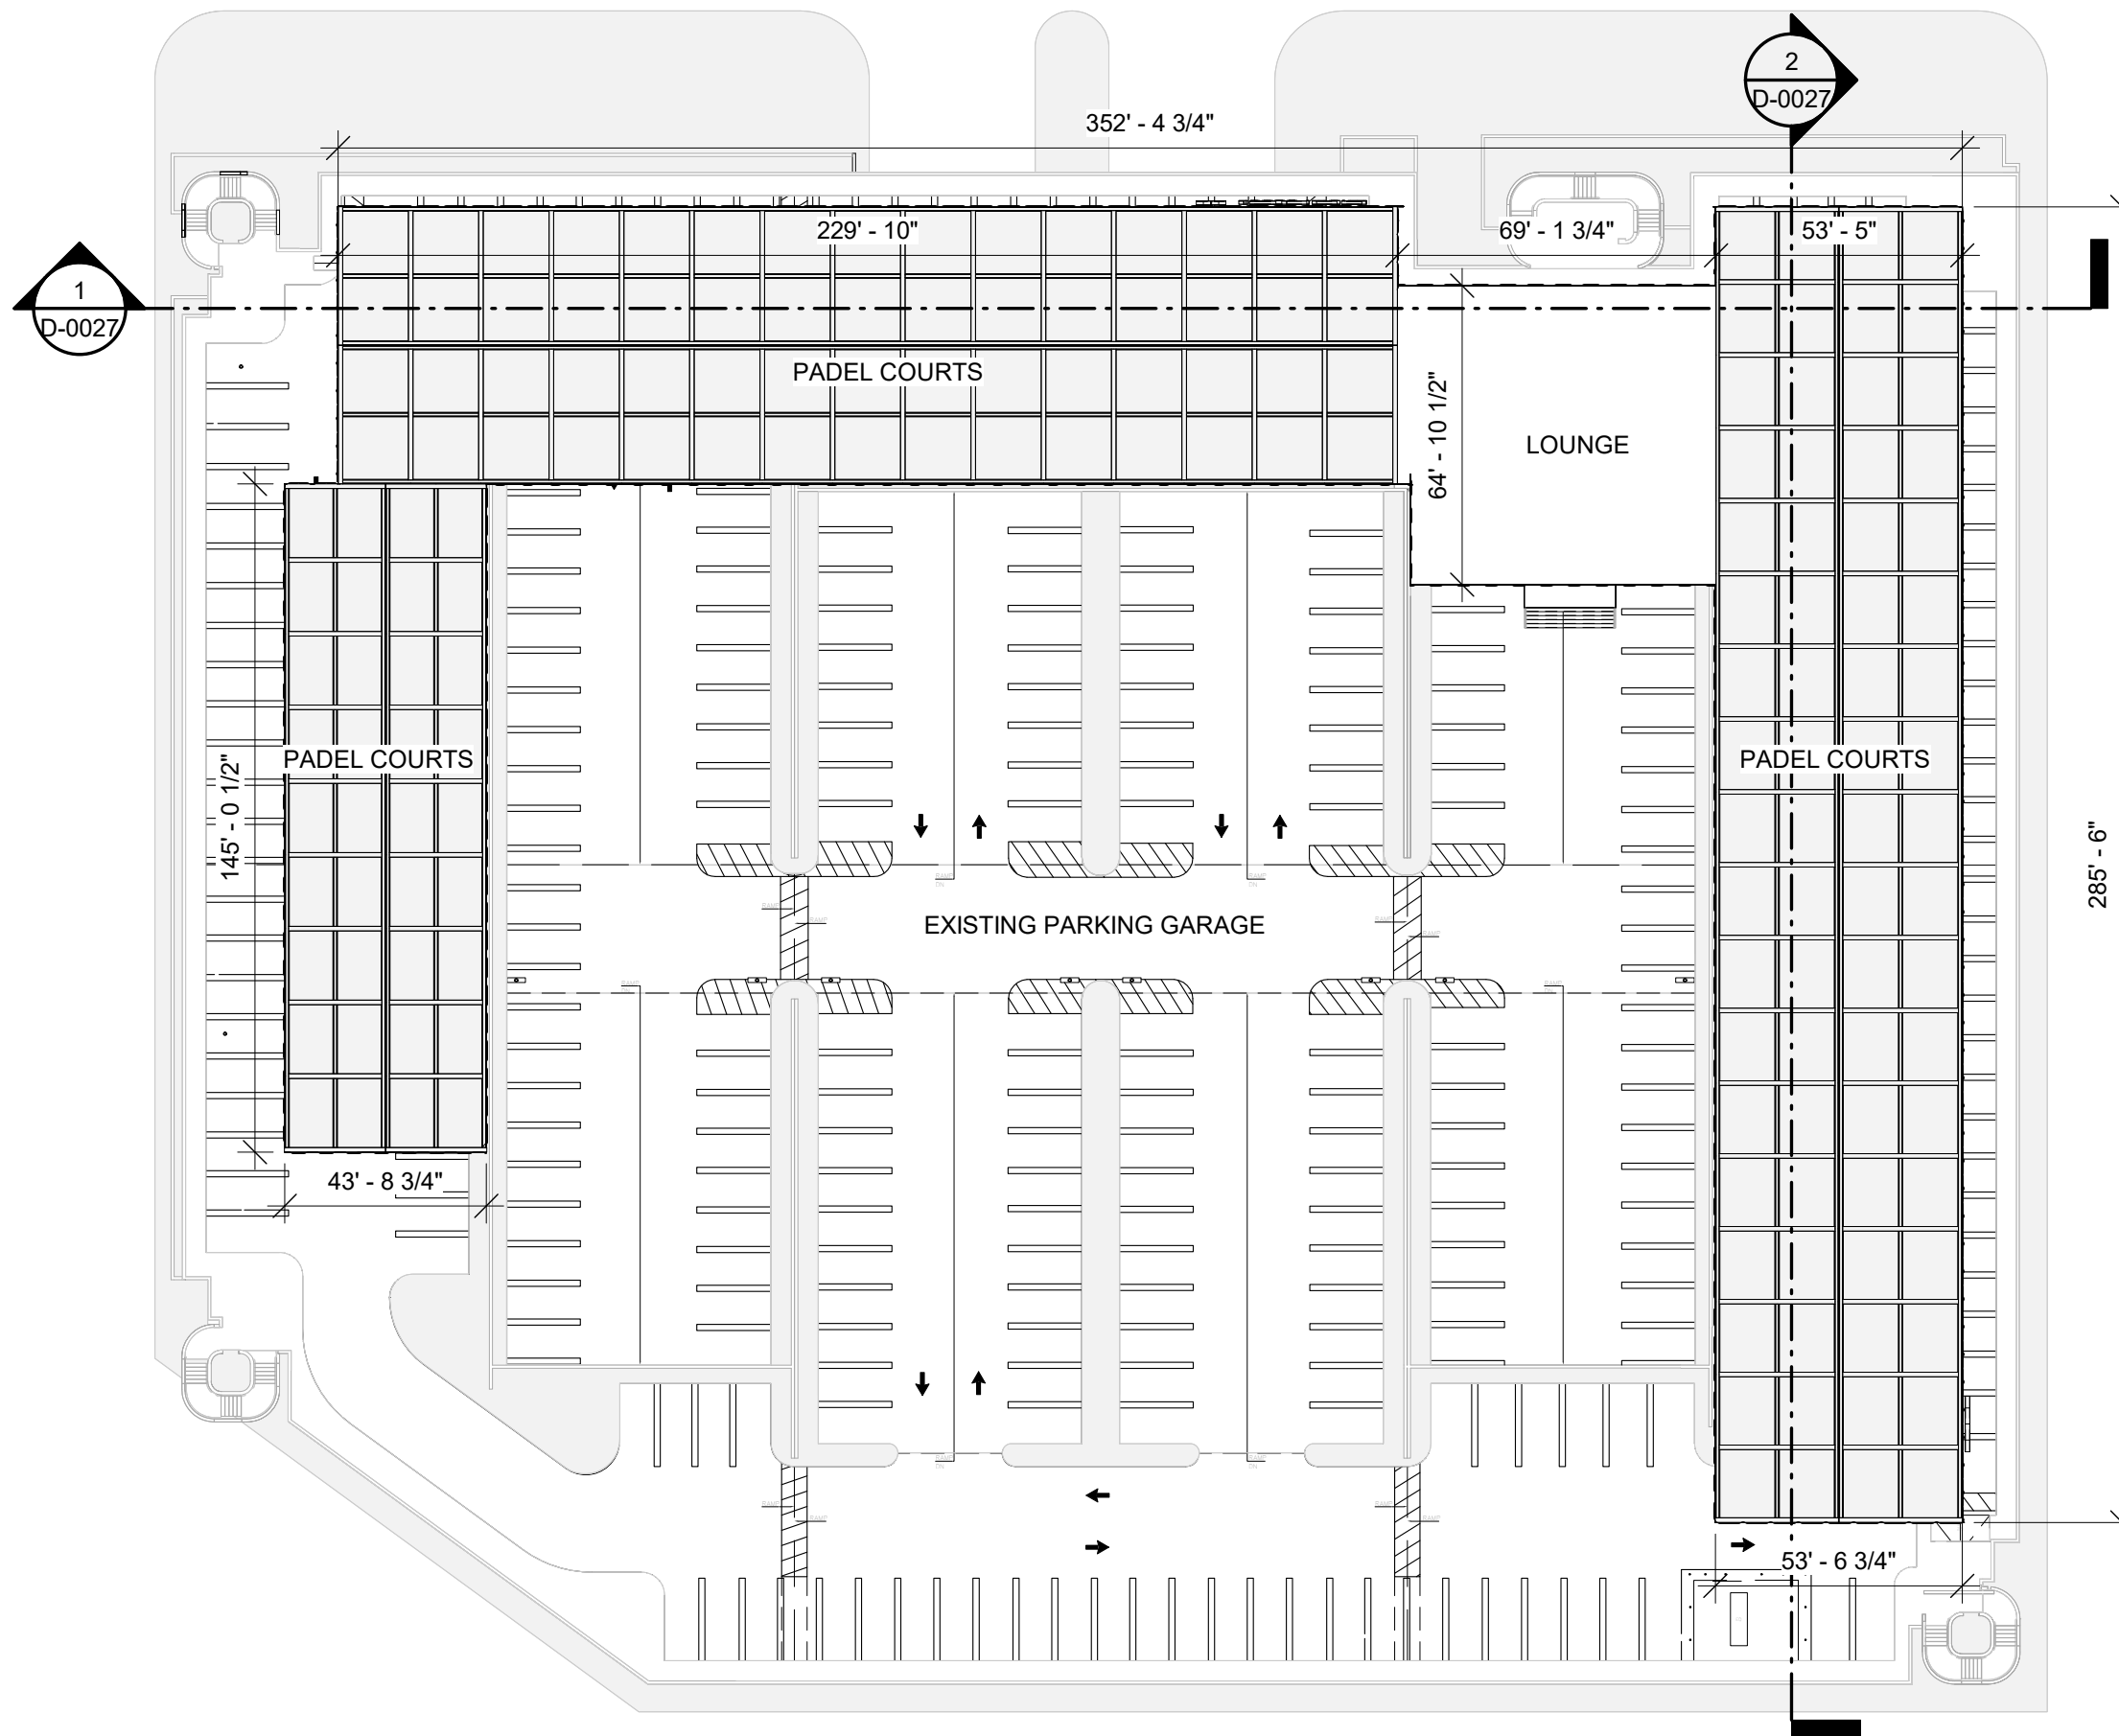 2
D-0027
352' - 4 3/4"
229' - 10"
69' - 1 3/4"
53' - 5"
1
D-0027
PADEL COURTS
64' - 10 1/2"
LOUNGE
PADEL COURTS
145' - 0 1/2"
PADEL COURTS
285' - 6"
EXISTING PARKING GARAGE
43' - 8 3/4"
53' - 6 3/4"